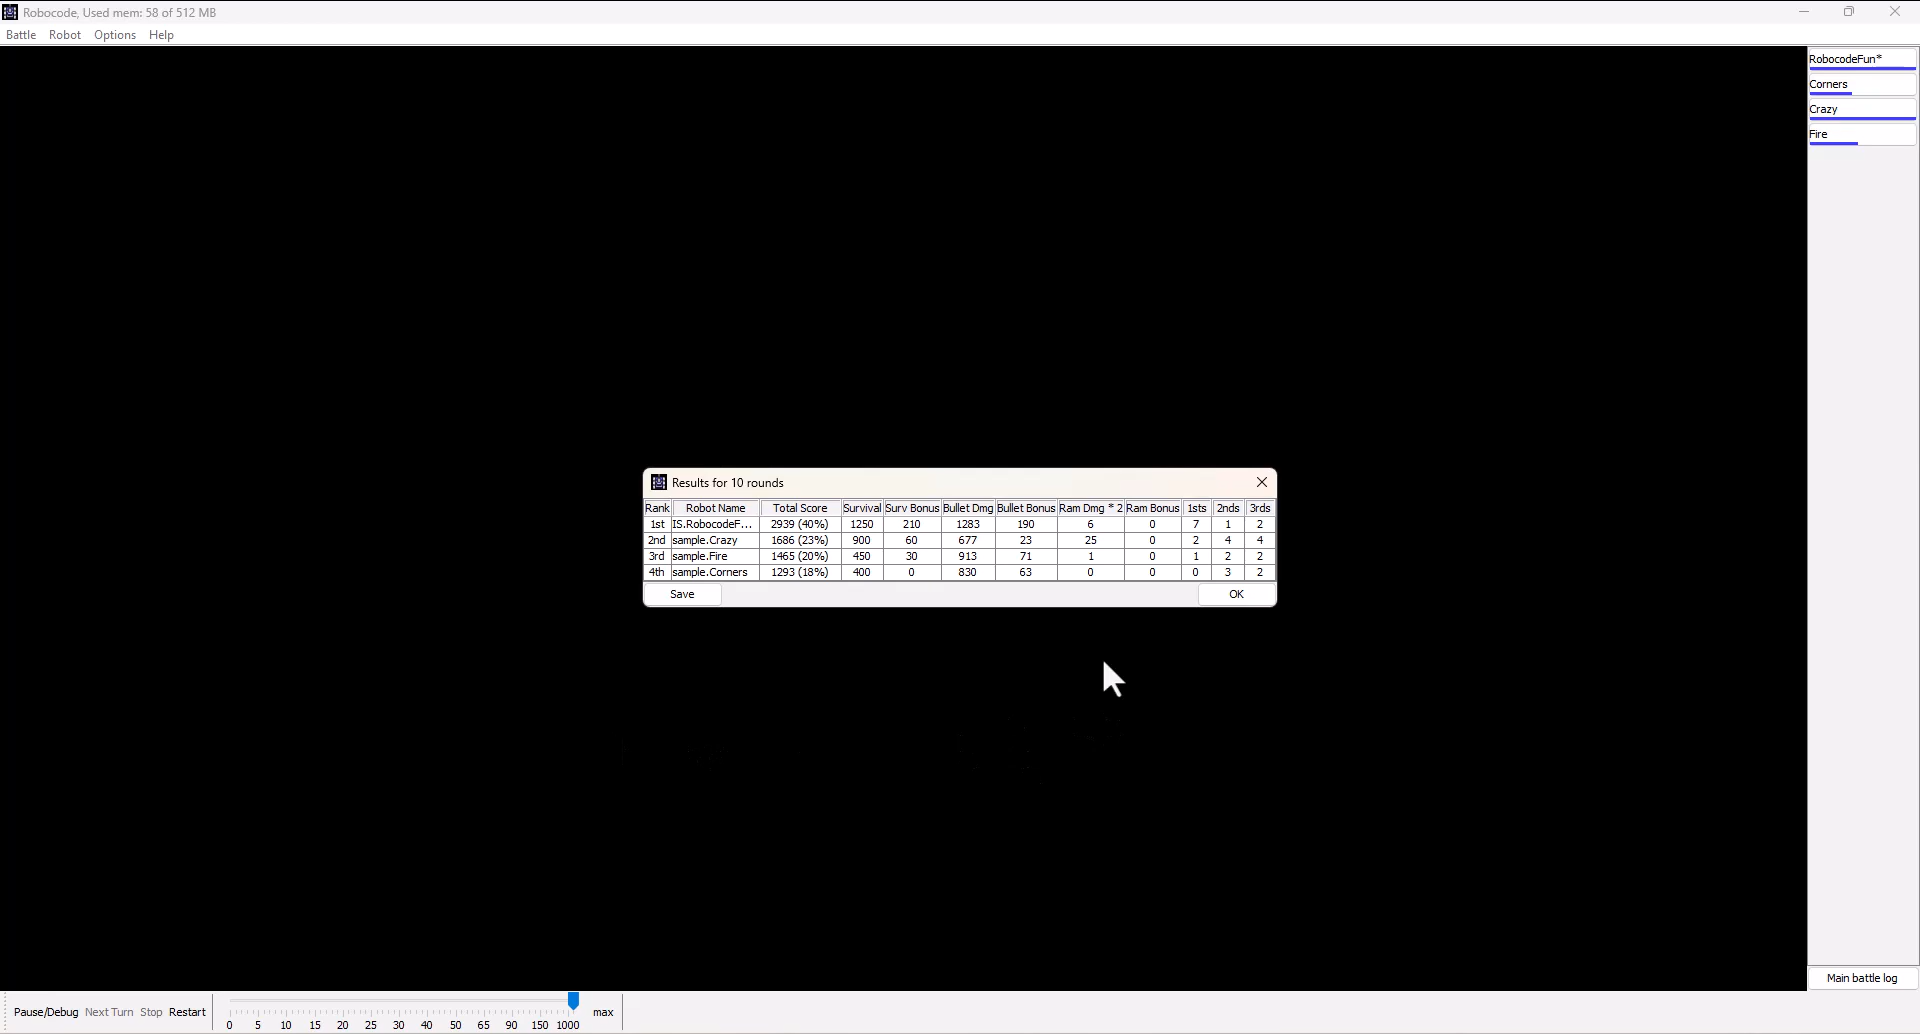 Robocode, Used mem: 58 of 512 MB
Battle Robot Options Help
RobocodeFun*
Corners
Crazy
Fire
Results for 10 rounds
Rank Robot Name Total Score Survival Surv Bonus Bullet Dmg Bullet Bonus Ram Dmg * 2 Ram Bonus 1sts 2nds 3rds
1st IS.RobocodeF... 2939 (40%) 1250 210 1283 190 6 0 7 1 2
2nd sample.Crazy 1686 (23%) 900 60 677 23 25 0 2 4 4
3rd sample.Fire 1465 (20%) 450 30 913 71 1 0 1 2 2
4th sample.Corners 1293 (18%) 400 0 830 63 0 0 0 3 2
Save OK
Main battle log
Pause/Debug Next Turn Stop Restart max
0 5 10 15 20 25 30 40 50 65 90 150 1000